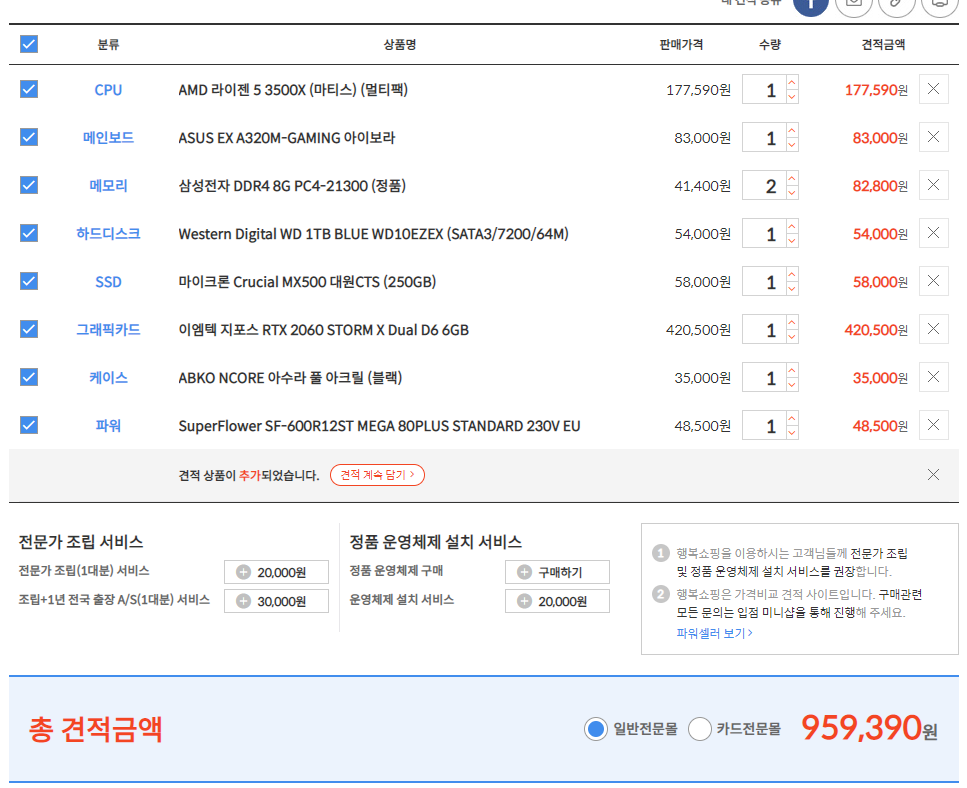 분류 상품명 판매가격 수량 견적금액
CPU AMD 라이젠 5 3500X (마티스) (멀티팩) 177,590원 1 177,590원
메인보드 ASUS EX A320M-GAMING 아이보라 83,000원 1 83,000원
메모리 삼성전자 DDR4 8G PC4-21300 (정품) 41,400원 2 82,800원
하드디스크 Western Digital WD 1TB BLUE WD10EZEX (SATA3/7200/64M) 54,000원 1 54,000원
SSD 마이크론 Crucial MX500 대원CTS (250GB) 58,000원 1 58,000원
그래픽카드 이엠텍 지포스 RTX 2060 STORM X Dual D6 6GB 420,500원 1 420,500원
케이스 ABKO NCORE 아수라 풀 아크릴 (블랙) 35,000원 1 35,000원
파워 SuperFlower SF-600R12ST MEGA 80PLUS STANDARD 230V EU 48,500원 1 48,500원
견적 상품이 추가되었습니다. 견적 계속 담기 >
전문가 조립 서비스
전문가 조립(1대분) 서비스 20,000원
조립+1년 전국 출장 A/S(1대분) 서비스 30,000원
정품 운영체제 설치 서비스
정품 운영체제 구매 구매하기
운영체제 설치 서비스 20,000원
1 행복쇼핑을 이용하시는 고객님들께 전문가 조립
및 정품 운영체제 설치 서비스를 권장합니다.
2 행복쇼핑은 가격비교 견적 사이트입니다. 구매관련
모든 문의는 입점 미니샵을 통해 진행해 주세요.
파워셀러 보기 >
총 견적금액 일반전문몰 카드전문몰 959,390원